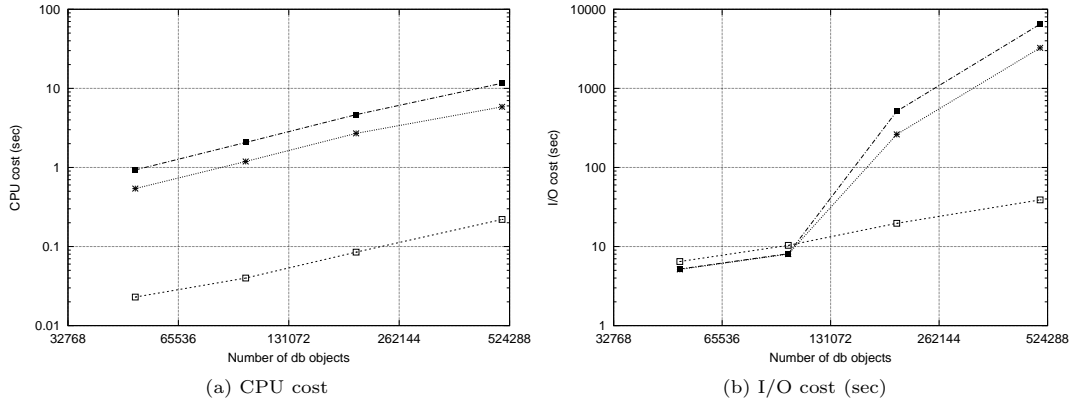 100
10
1
0.1
0.01
CPU cost (sec)
32768 65536 131072 262144 524288
Number of db objects
(a) CPU cost
10000
1000
100
10
1
I/O cost (sec)
32768 65536 131072 262144 524288
Number of db objects
(b) I/O cost (sec)